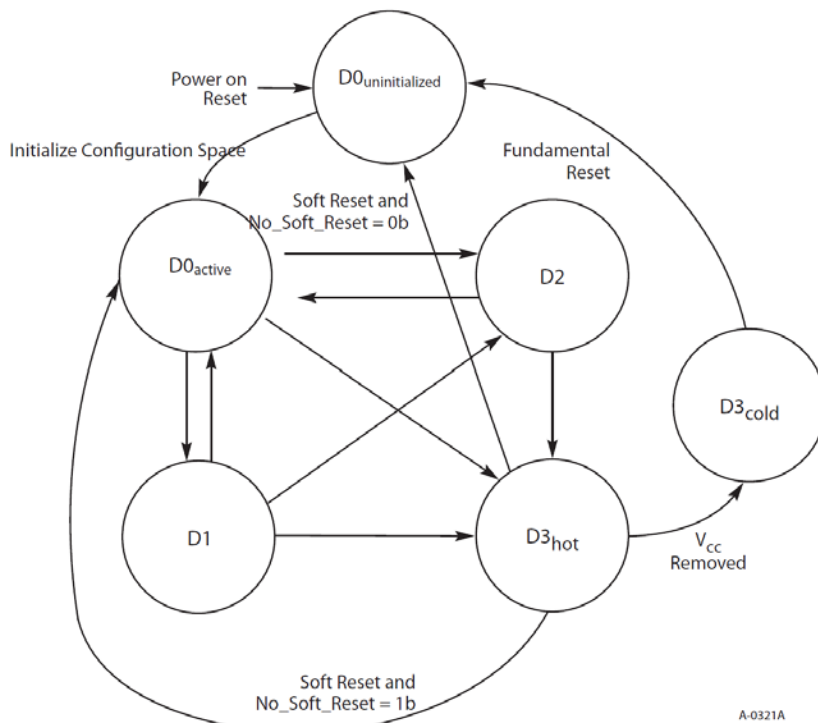 D0uninitialized
Power on
Reset
Initialize Configuration Space
Fundamental
Reset
Soft Reset and
No_Soft_Reset = 0b
D0active
D2
D3cold
D1
D3hot
Vcc
Removed
Soft Reset and
No_Soft_Reset = 1b
A-0321A